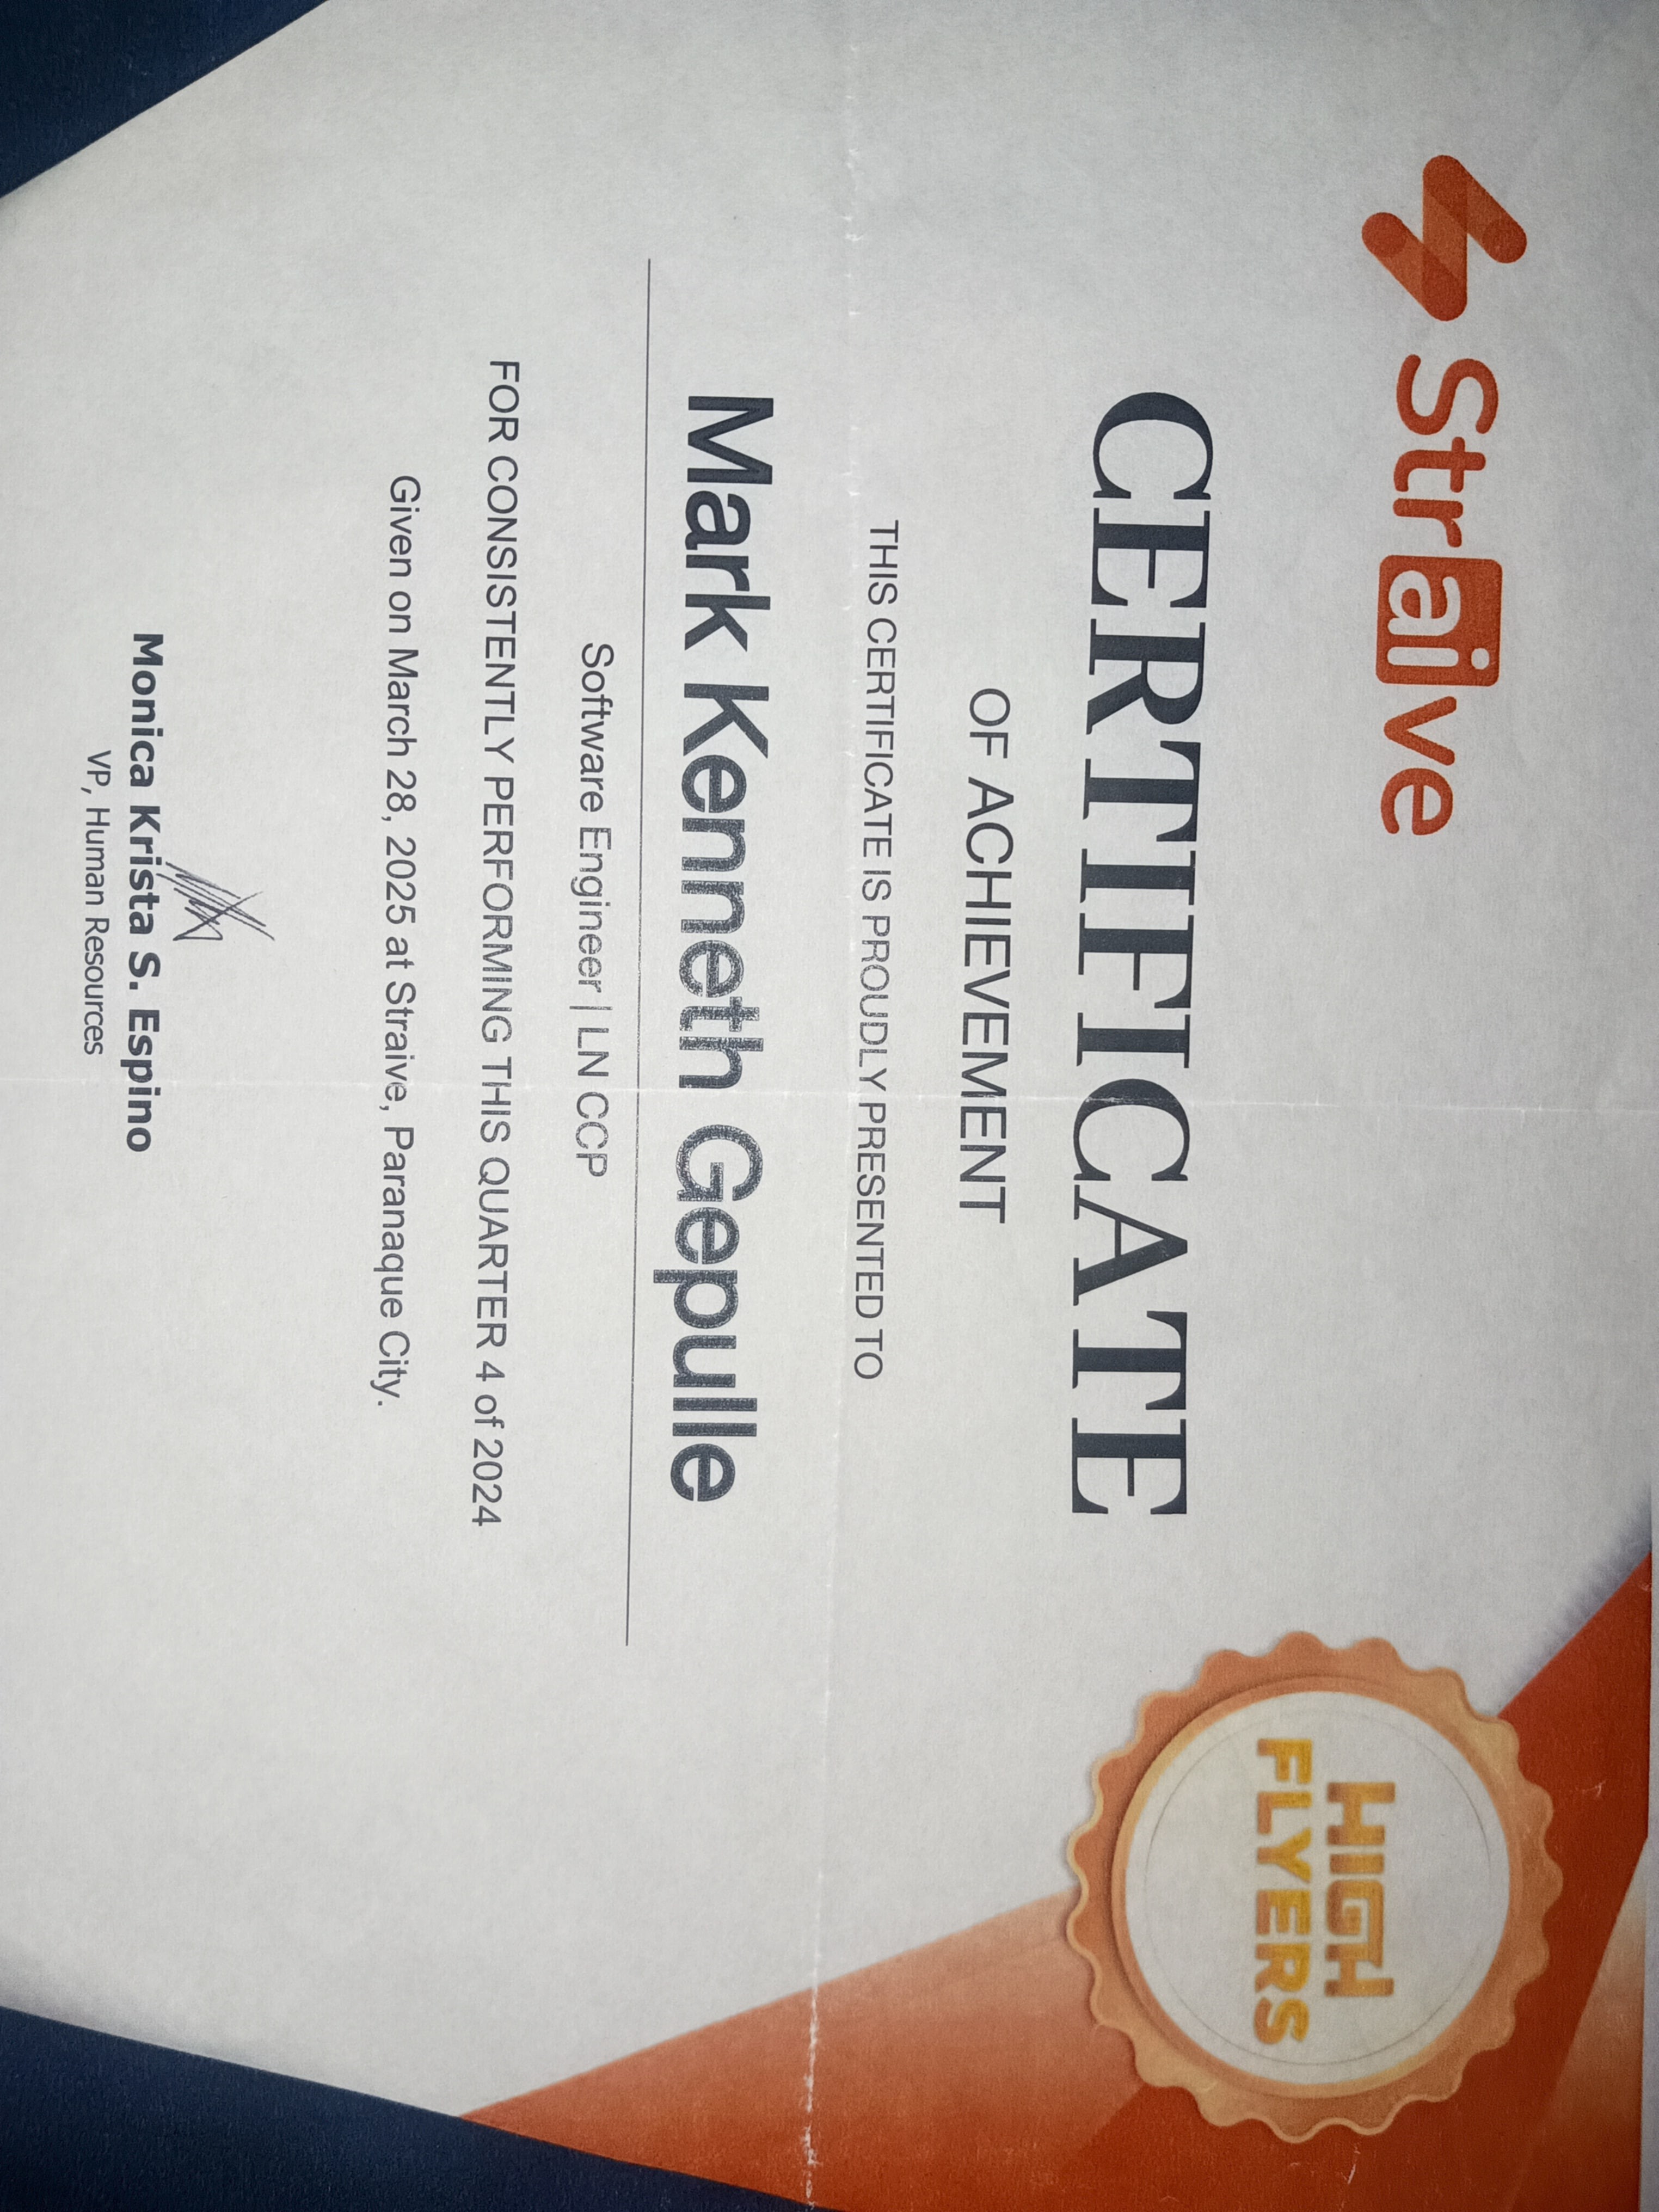 Straive
HIGH
FLYERS
CERTIFICATE
OF ACHIEVEMENT
THIS CERTIFICATE IS PROUDLY PRESENTED TO
Mark Kenneth Gepulle
Software Engineer | LN CCP
FOR CONSISTENTLY PERFORMING THIS QUARTER 4 of 2024
Given on March 28, 2025 at Straive, Paranaque City.
Monica Krista S. Espino
VP, Human Resources